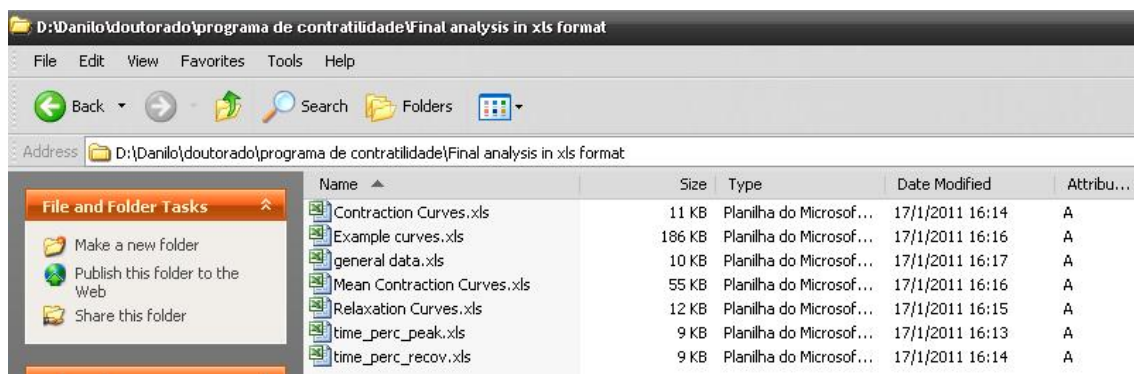 D:\Danilo\doutorado\programa de contratilidade\Final analysis in xls format
File Edit View Favorites Tools Help
Back Search Folders
Address D:\Danilo\doutorado\programa de contratilidade\Final analysis in xls format
Name Size Type Date Modified Attribu...
File and Folder Tasks
Make a new folder
Publish this folder to the
Web
Share this folder
Contraction Curves.xls 11 KB Planilha do Microsof... 17/1/2011 16:14 A
Example curves.xls 186 KB Planilha do Microsof... 17/1/2011 16:16 A
general data.xls 10 KB Planilha do Microsof... 17/1/2011 16:17 A
Mean Contraction Curves.xls 55 KB Planilha do Microsof... 17/1/2011 16:16 A
Relaxation Curves.xls 12 KB Planilha do Microsof... 17/1/2011 16:15 A
time_perc_peak.xls 9 KB Planilha do Microsof... 17/1/2011 16:13 A
time_perc_recov.xls 9 KB Planilha do Microsof... 17/1/2011 16:14 A